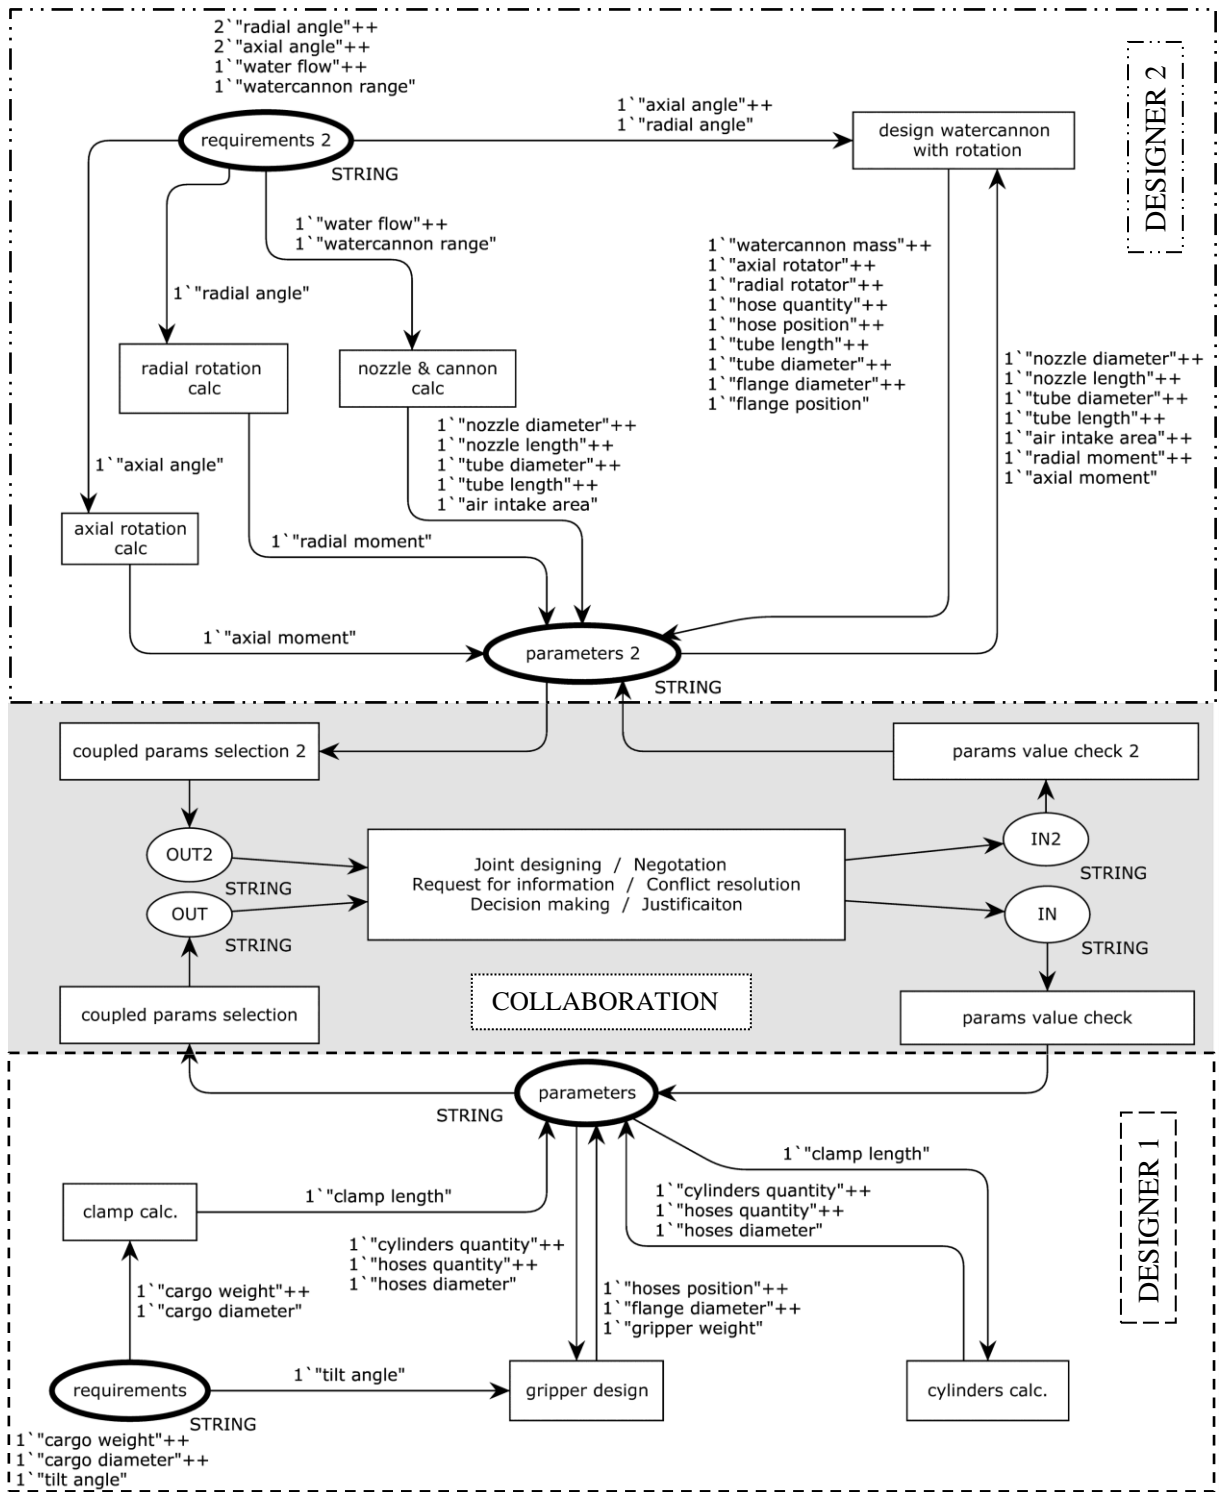 2`"radial angle"++
2`"axial angle"++
1`"water flow"++
1`"watercannon range"
requirements 2
STRING
1`"axial angle"++
1`"radial angle"
design watercannon
with rotation
DESIGNER 2
1`"water flow"++
1`"watercannon range"
1`"radial angle"
1`"watercannon mass"++
1`"axial rotator"++
1`"radial rotator"++
1`"hose quantity"++
1`"hose position"++
1`"tube length"++
1`"tube diameter"++
1`"flange diameter"++
1`"flange position"
1`"nozzle diameter"++
1`"nozzle length"++
1`"tube diameter"++
1`"tube length"++
1`"air intake area"++
1`"radial moment"++
1`"axial moment"
radial rotation
calc
nozzle & cannon
calc
1`"nozzle diameter"++
1`"nozzle length"++
1`"tube diameter"++
1`"tube length"++
1`"air intake area"
1`"axial angle"
axial rotation
calc
1`"radial moment"
1`"axial moment"
parameters 2
STRING
coupled params selection 2
params value check 2
OUT2
STRING
OUT
STRING
Joint designing / Negotation
Request for information / Conflict resolution
Decision making / Justificaiton
IN2
STRING
IN
STRING
coupled params selection
COLLABORATION
params value check
parameters
STRING
DESIGNER 1
1`"clamp length"
clamp calc.
1`"clamp length"
1`"cylinders quantity"++
1`"hoses quantity"++
1`"hoses diameter"
1`"cylinders quantity"++
1`"hoses quantity"++
1`"hoses diameter"
1`"cargo weight"++
1`"cargo diameter"
1`"hoses position"++
1`"flange diameter"++
1`"gripper weight"
requirements
STRING
1`"tilt angle"
gripper design
cylinders calc.
1`"cargo weight"++
1`"cargo diameter"++
1`"tilt angle"